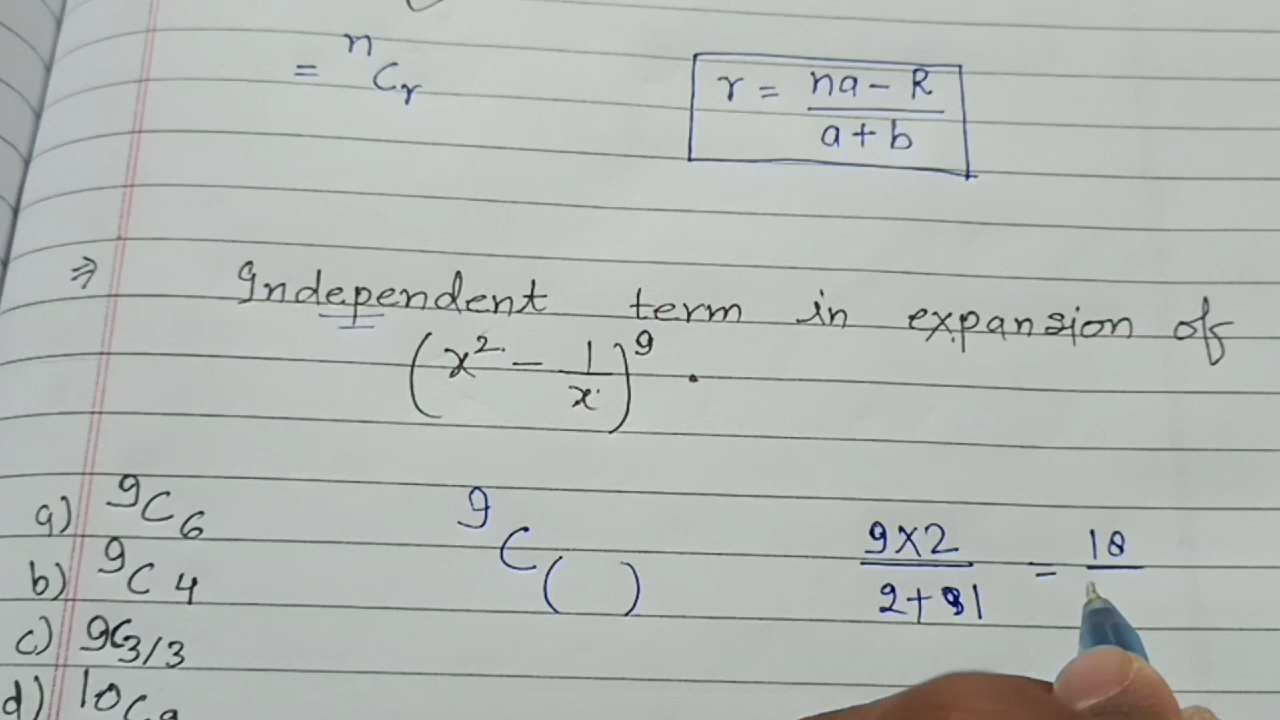 = ⁿCᵣ
r = na - R / a + b
⇒ Independent term in expansion of
(x² - 1/x)⁹ .
a) ⁹C₆
b) ⁹C₄
c) 9C3/3
d) 10C
⁹C( )
9×2 / 2+1 = 18